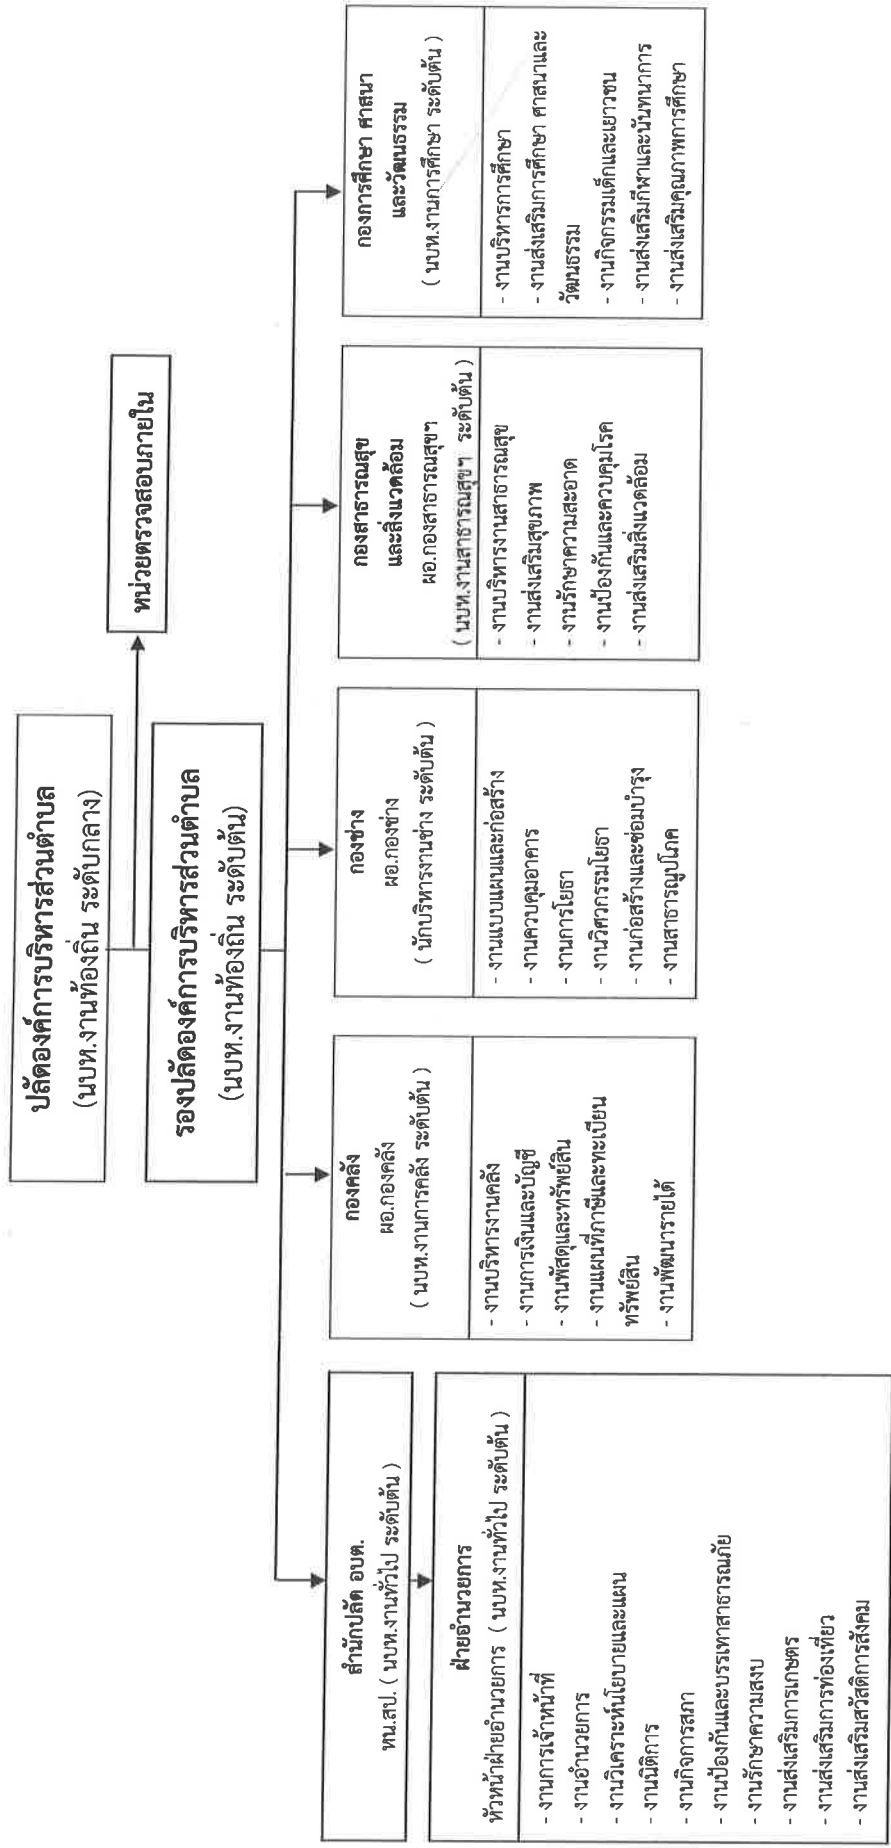 ปลัดองค์การบริหารส่วนตำบล
(นบห.งานท้องถิ่น ระดับกลาง)
หน่วยตรวจสอบภายใน
รองปลัดองค์การบริหารส่วนตำบล
(นบห.งานท้องถิ่น ระดับต้น)
สำนักปลัด อบต.
หน.สป. ( นบห.งานทั่วไป ระดับต้น )
ฝ่ายอำนวยการ
หัวหน้าฝ่ายอำนวยการ ( นบห.งานทั่วไป ระดับต้น )
- งานการเจ้าหน้าที่
- งานอำนวยการ
- งานวิเคราะห์นโยบายและแผน
- งานนิติการ
- งานกิจการสภา
- งานป้องกันและบรรเทาสาธารณภัย
- งานรักษาความสงบ
- งานส่งเสริมการเกษตร
- งานส่งเสริมการท่องเที่ยว
- งานส่งเสริมสวัสดิการสังคม
กองคลัง
ผอ.กองคลัง
( นบห.งานการคลัง ระดับต้น )
- งานบริหารงานคลัง
- งานการเงินและบัญชี
- งานพัสดุและทรัพย์สิน
- งานแผนที่ภาษีและทะเบียน
ทรัพย์สิน
- งานพัฒนารายได้
กองช่าง
ผอ.กองช่าง
( นักบริหารงานช่าง ระดับต้น )
- งานแบบแผนและก่อสร้าง
- งานควบคุมอาคาร
- งานการโยธา
- งานวิศวกรรมโยธา
- งานก่อสร้างและซ่อมบำรุง
- งานสาธารณูปโภค
กองสาธารณสุข
และสิ่งแวดล้อม
ผอ.กองสาธารณสุขฯ
( นบห.งานสาธารณสุขฯ ระดับต้น )
- งานบริหารงานสาธารณสุข
- งานส่งเสริมสุขภาพ
- งานรักษาความสะอาด
- งานป้องกันและควบคุมโรค
- งานส่งเสริมสิ่งแวดล้อม
กองการศึกษา ศาสนา
และวัฒนธรรม
( นบห.งานการศึกษา ระดับต้น )
- งานบริหารการศึกษา
- งานส่งเสริมการศึกษา ศาสนาและ
วัฒนธรรม
- งานกิจกรรมเด็กและเยาวชน
- งานส่งเสริมกีฬาและนันทนาการ
- งานส่งเสริมคุณภาพการศึกษา